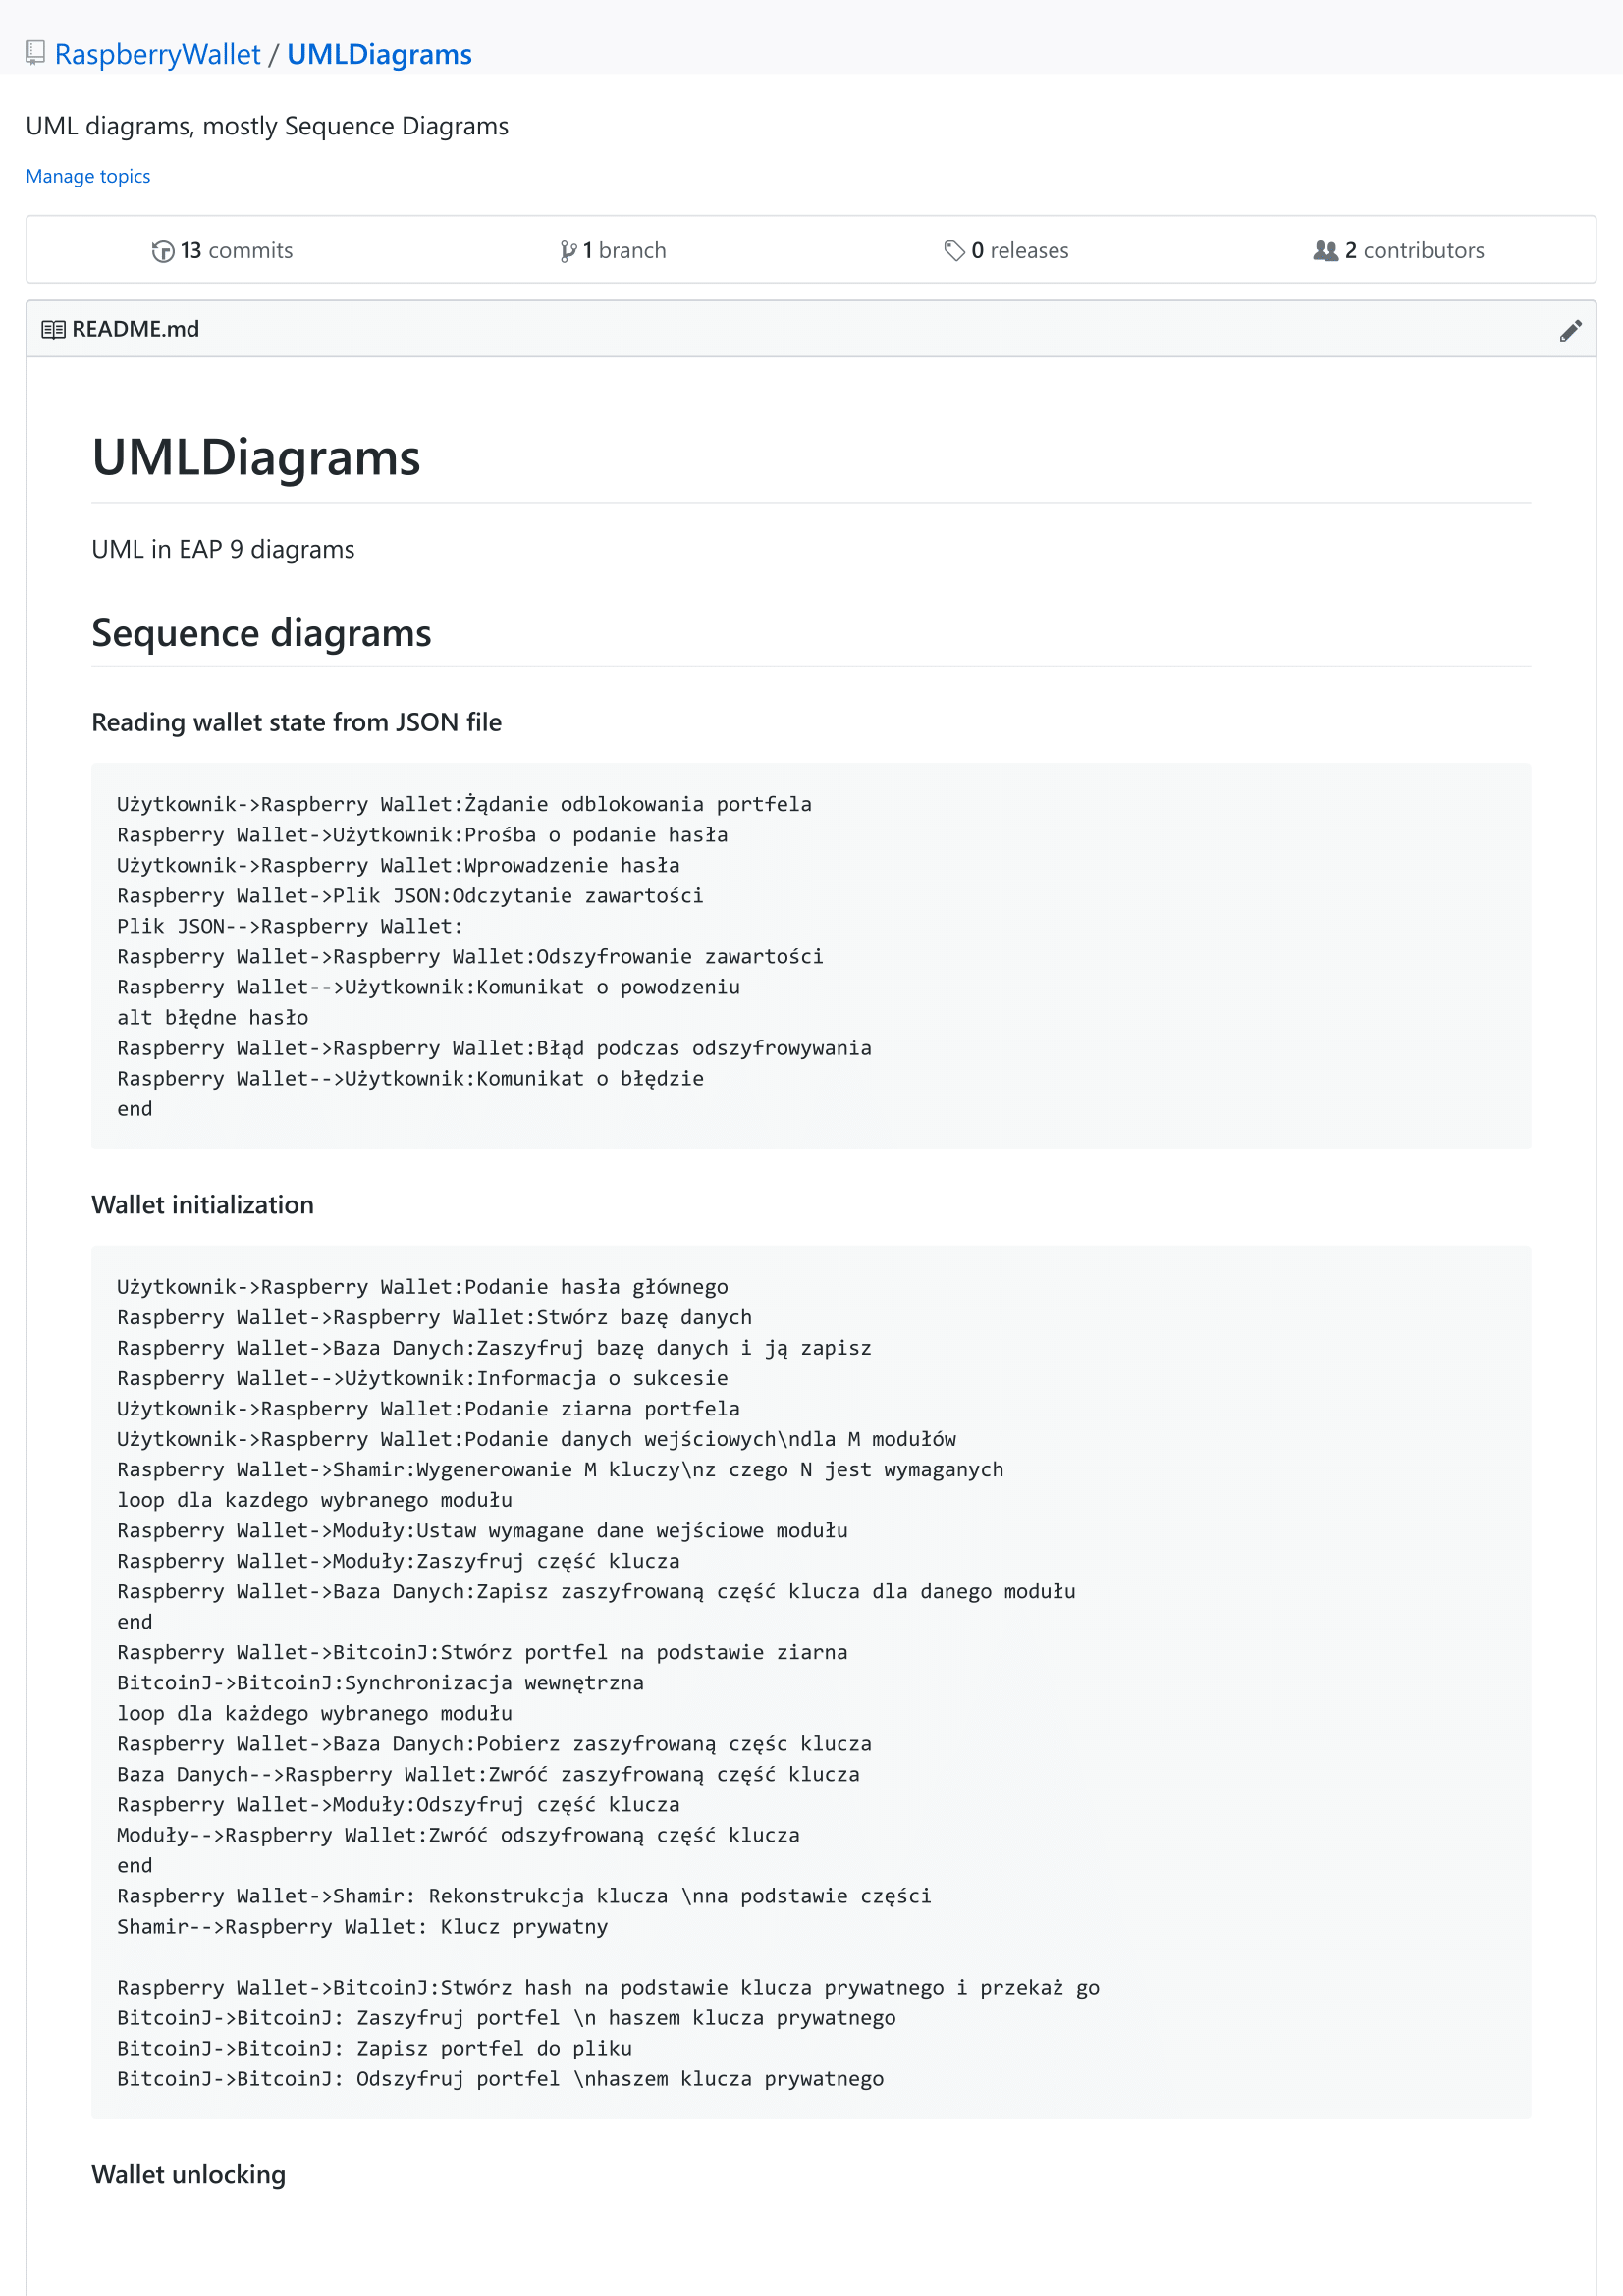 RaspberryWallet / UMLDiagrams
UML diagrams, mostly Sequence Diagrams
Manage topics
13 commits
1 branch
0 releases
2 contributors
README.md
UMLDiagrams
UML in EAP 9 diagrams
Sequence diagrams
Reading wallet state from JSON file
Użytkownik->Raspberry Wallet:Żądanie odblokowania portfela
Raspberry Wallet->Użytkownik:Prośba o podanie hasła
Użytkownik->Raspberry Wallet:Wprowadzenie hasła
Raspberry Wallet->Plik JSON:Odczytanie zawartości
Plik JSON-->Raspberry Wallet:
Raspberry Wallet->Raspberry Wallet:Odszyfrowanie zawartości
Raspberry Wallet-->Użytkownik:Komunikat o powodzeniu
alt błędne hasło
Raspberry Wallet->Raspberry Wallet:Błąd podczas odszyfrowywania
Raspberry Wallet-->Użytkownik:Komunikat o błędzie
end
Wallet initialization
Użytkownik->Raspberry Wallet:Podanie hasła głównego
Raspberry Wallet->Raspberry Wallet:Stwórz bazę danych
Raspberry Wallet->Baza Danych:Zaszyfruj bazę danych i ją zapisz
Raspberry Wallet-->Użytkownik:Informacja o sukcesie
Użytkownik->Raspberry Wallet:Podanie ziarna portfela
Użytkownik->Raspberry Wallet:Podanie danych wejściowych\ndla M modułów
Raspberry Wallet->Shamir:Wygenerowanie M kluczy\nz czego N jest wymaganych
loop dla kazdego wybranego modułu
Raspberry Wallet->Moduły:Ustaw wymagane dane wejściowe modułu
Raspberry Wallet->Moduły:Zaszyfruj część klucza
Raspberry Wallet->Baza Danych:Zapisz zaszyfrowaną część klucza dla danego modułu
end
Raspberry Wallet->BitcoinJ:Stwórz portfel na podstawie ziarna
BitcoinJ->BitcoinJ:Synchronizacja wewnętrzna
loop dla każdego wybranego modułu
Raspberry Wallet->Baza Danych:Pobierz zaszyfrowaną częśc klucza
Baza Danych-->Raspberry Wallet:Zwróć zaszyfrowaną część klucza
Raspberry Wallet->Moduły:Odszyfruj część klucza
Moduły-->Raspberry Wallet:Zwróć odszyfrowaną część klucza
end
Raspberry Wallet->Shamir: Rekonstrukcja klucza \nna podstawie części
Shamir-->Raspberry Wallet: Klucz prywatny
Raspberry Wallet->BitcoinJ:Stwórz hash na podstawie klucza prywatnego i przekaż go
BitcoinJ->BitcoinJ: Zaszyfruj portfel \n haszem klucza prywatnego
BitcoinJ->BitcoinJ: Zapisz portfel do pliku
BitcoinJ->BitcoinJ: Odszyfruj portfel \nhaszem klucza prywatnego
Wallet unlocking